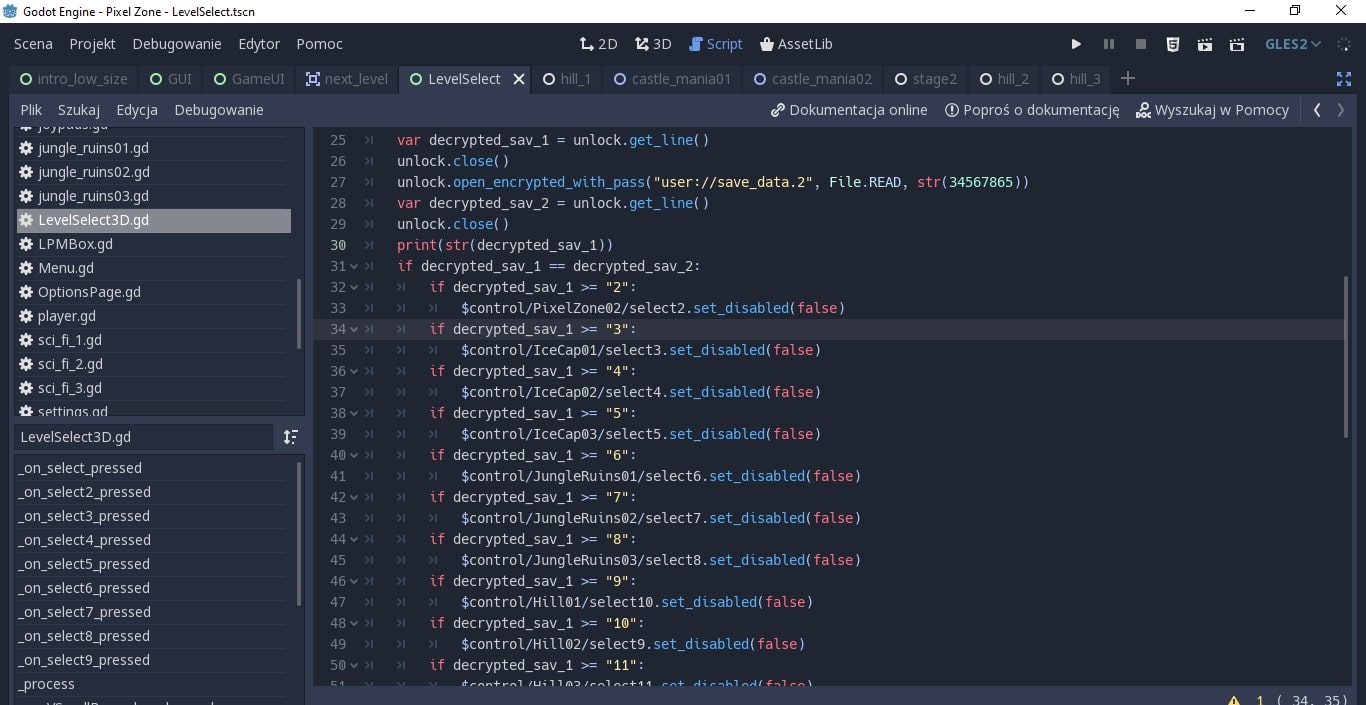 Godot Engine - Pixel Zone - LevelSelect.tscn
Scena Projekt Debugowanie Edytor Pomoc 2D 3D Script AssetLib GLES2
intro_low_size GUI GameUI next_level LevelSelect hill_1 castle_mania01 castle_mania02 stage2 hill_2 hill_3
Plik Szukaj Edycja Debugowanie Dokumentacja online Poproś o dokumentację Wyszukaj w Pomocy
joypads.gd
jungle_ruins01.gd
jungle_ruins02.gd
jungle_ruins03.gd
LevelSelect3D.gd
LPMBox.gd
Menu.gd
OptionsPage.gd
player.gd
sci_fi_1.gd
sci_fi_2.gd
sci_fi_3.gd
settings.gd
LevelSelect3D.gd
_on_select_pressed
_on_select2_pressed
_on_select3_pressed
_on_select4_pressed
_on_select5_pressed
_on_select6_pressed
_on_select7_pressed
_on_select8_pressed
_on_select9_pressed
_process
25 var decrypted_sav_1 = unlock.get_line()
26 unlock.close()
27 unlock.open_encrypted_with_pass("user://save_data.2", File.READ, str(34567865))
28 var decrypted_sav_2 = unlock.get_line()
29 unlock.close()
30 print(str(decrypted_sav_1))
31 if decrypted_sav_1 == decrypted_sav_2:
32 if decrypted_sav_1 >= "2":
33 $control/PixelZone02/select2.set_disabled(false)
34 if decrypted_sav_1 >= "3":
35 $control/IceCap01/select3.set_disabled(false)
36 if decrypted_sav_1 >= "4":
37 $control/IceCap02/select4.set_disabled(false)
38 if decrypted_sav_1 >= "5":
39 $control/IceCap03/select5.set_disabled(false)
40 if decrypted_sav_1 >= "6":
41 $control/JungleRuins01/select6.set_disabled(false)
42 if decrypted_sav_1 >= "7":
43 $control/JungleRuins02/select7.set_disabled(false)
44 if decrypted_sav_1 >= "8":
45 $control/JungleRuins03/select8.set_disabled(false)
46 if decrypted_sav_1 >= "9":
47 $control/Hill01/select10.set_disabled(false)
48 if decrypted_sav_1 >= "10":
49 $control/Hill02/select9.set_disabled(false)
50 if decrypted_sav_1 >= "11":
51 $control/Hill03/select11.set_disabled(false)
1 ( 34, 35)